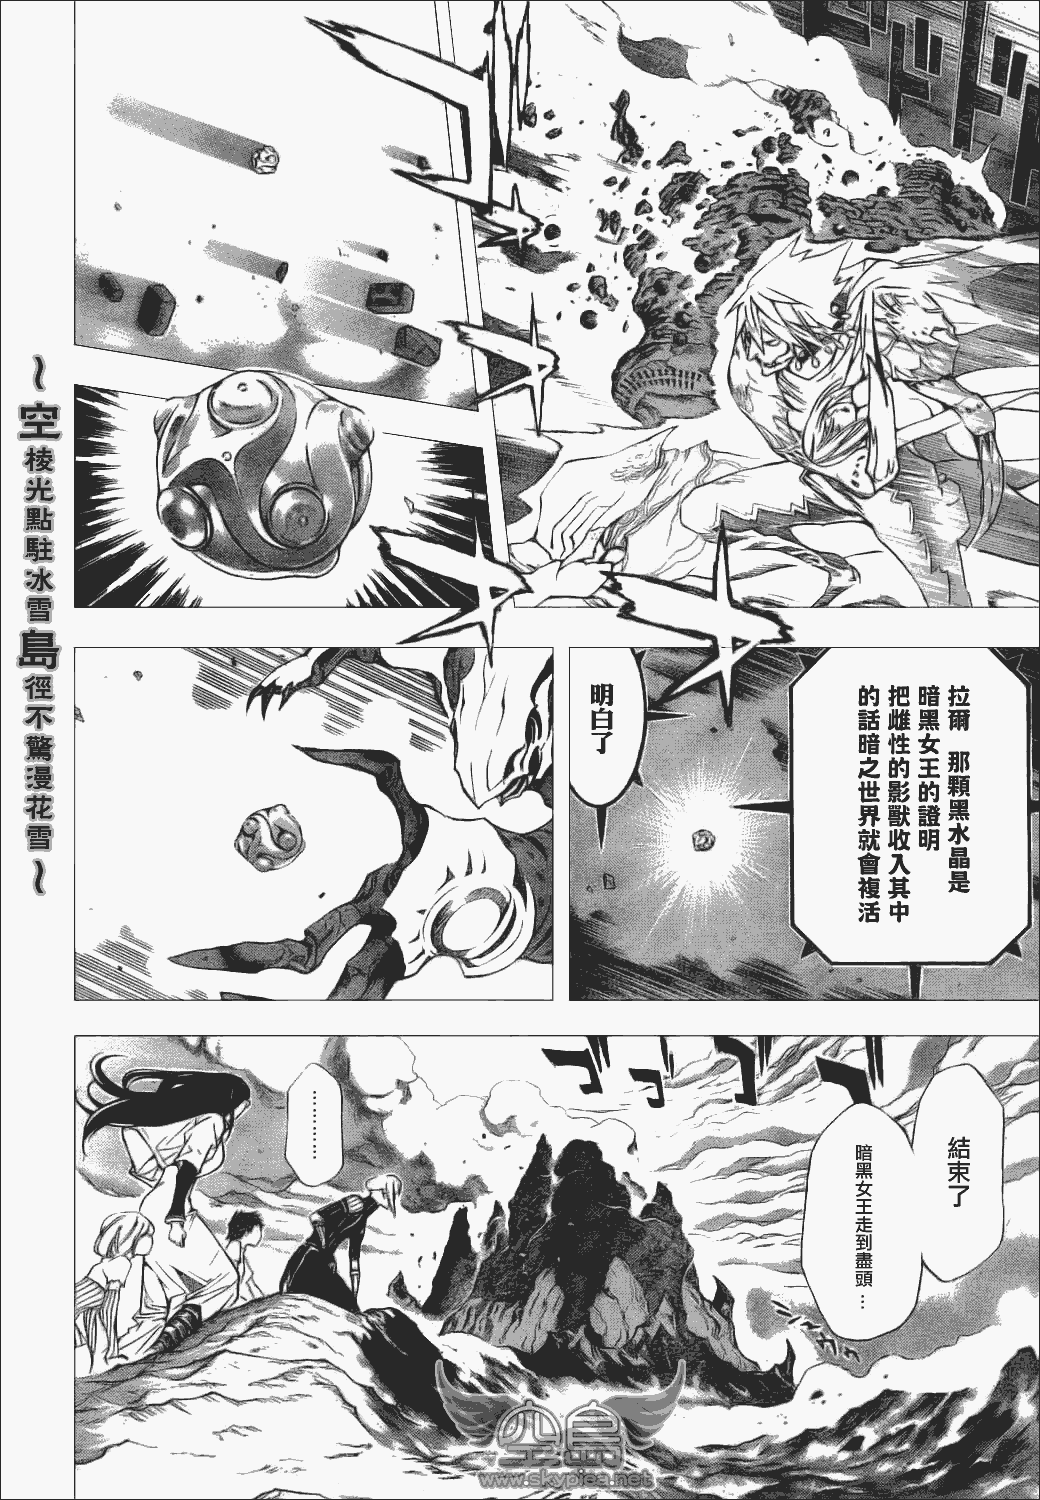 拉爾 那顆黑水晶是
暗黑女王的證明
把雌性的影獸收入其中
的話暗之世界就會複活
明白了
結束了
暗黑女王走到盡頭…
…………
～空棱光點駐冰雪島徑不驚漫花雪～
空島
www.skypiea.net